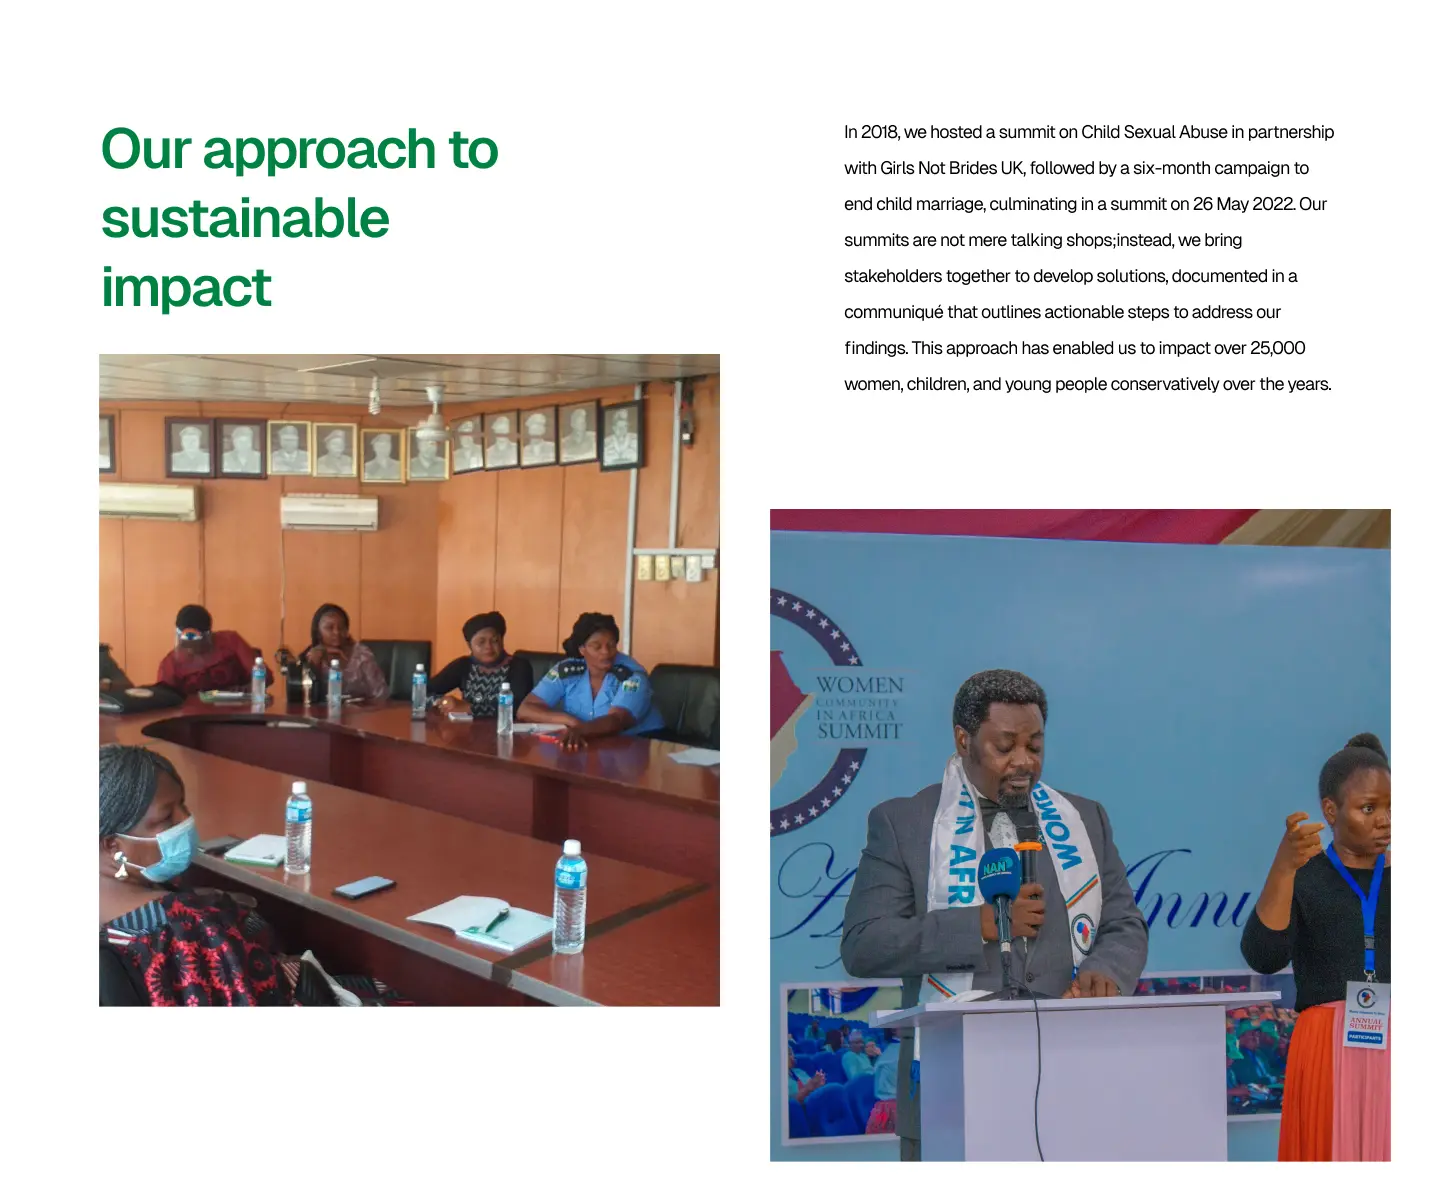 Our approach to
sustainable
impact
In 2018, we hosted a summit on Child Sexual Abuse in partnership
with Girls Not Brides UK, followed by a six-month campaign to
end child marriage, culminating in a summit on 26 May 2022. Our
summits are not mere talking shops;instead, we bring
stakeholders together to develop solutions, documented in a
communiqué that outlines actionable steps to address our
findings. This approach has enabled us to impact over 25,000
women, children, and young people conservatively over the years.
WOMEN
COMMUNITY
IN AFRICA
SUMMIT
IN AFR
WOME
NAN
ANNUAL
SUMMIT
PARTICIPANTS